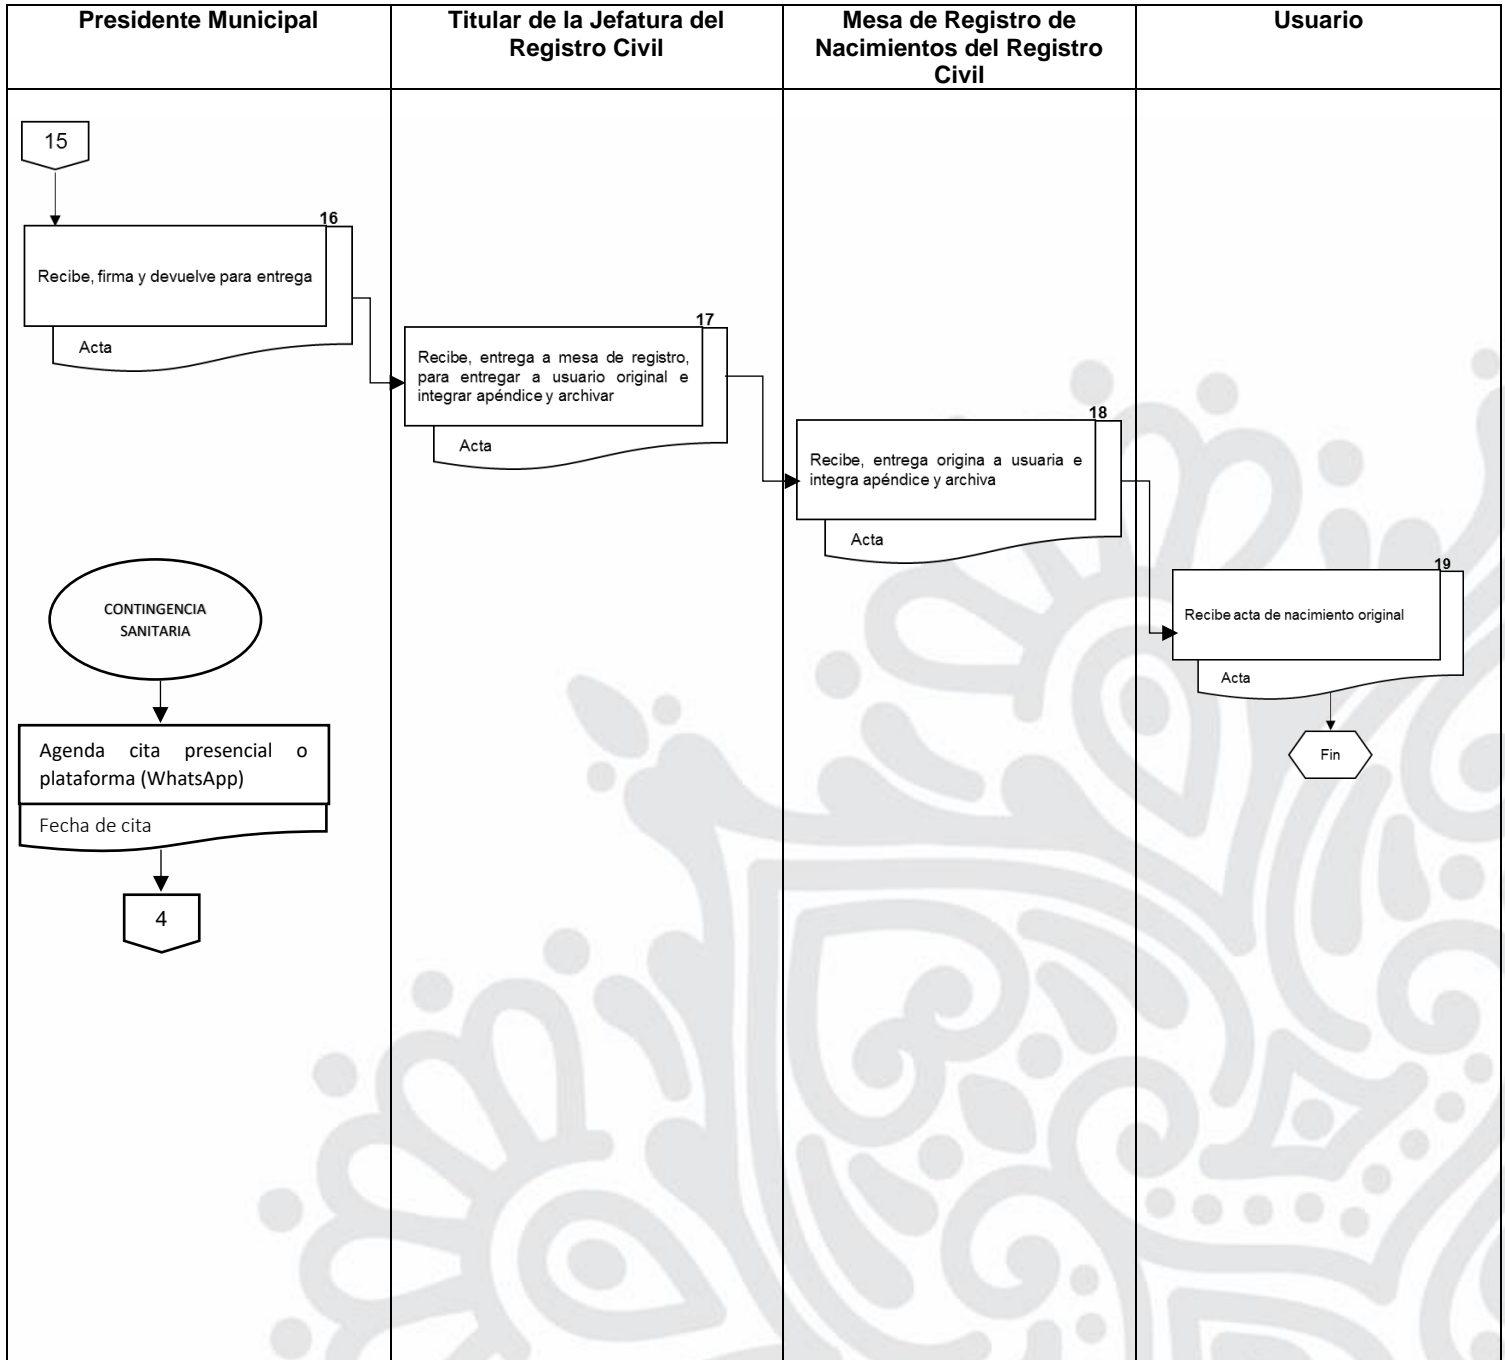 Presidente Municipal
Titular de la Jefatura del
Registro Civil
Mesa de Registro de
Nacimientos del Registro
Civil
Usuario
15
16
Recibe, firma y devuelve para entrega
Acta
17
Recibe, entrega a mesa de registro,
para entregar a usuario original e
integrar apéndice y archivar
Acta
18
Recibe, entrega origina a usuaria e
integra apéndice y archiva
Acta
19
Recibe acta de nacimiento original
Acta
Fin
CONTINGENCIA
SANITARIA
Agenda cita presencial o
plataforma (WhatsApp)
Fecha de cita
4